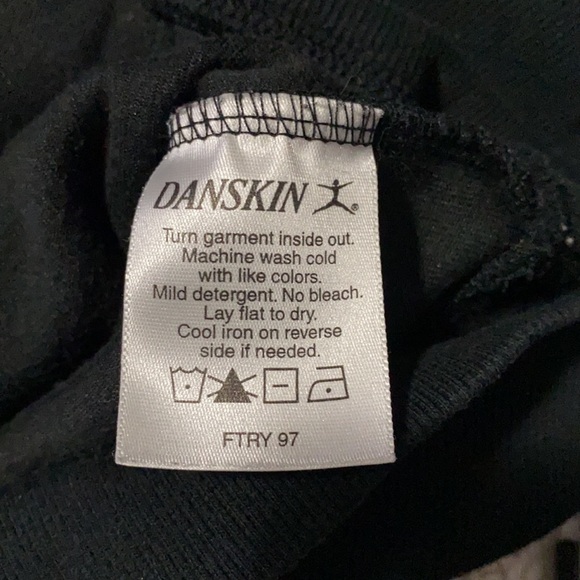 DANSKIN ®
Turn garment inside out.
Machine wash cold
with like colors.
Mild detergent. No bleach.
Lay flat to dry.
Cool iron on reverse
side if needed.
FTRY 97